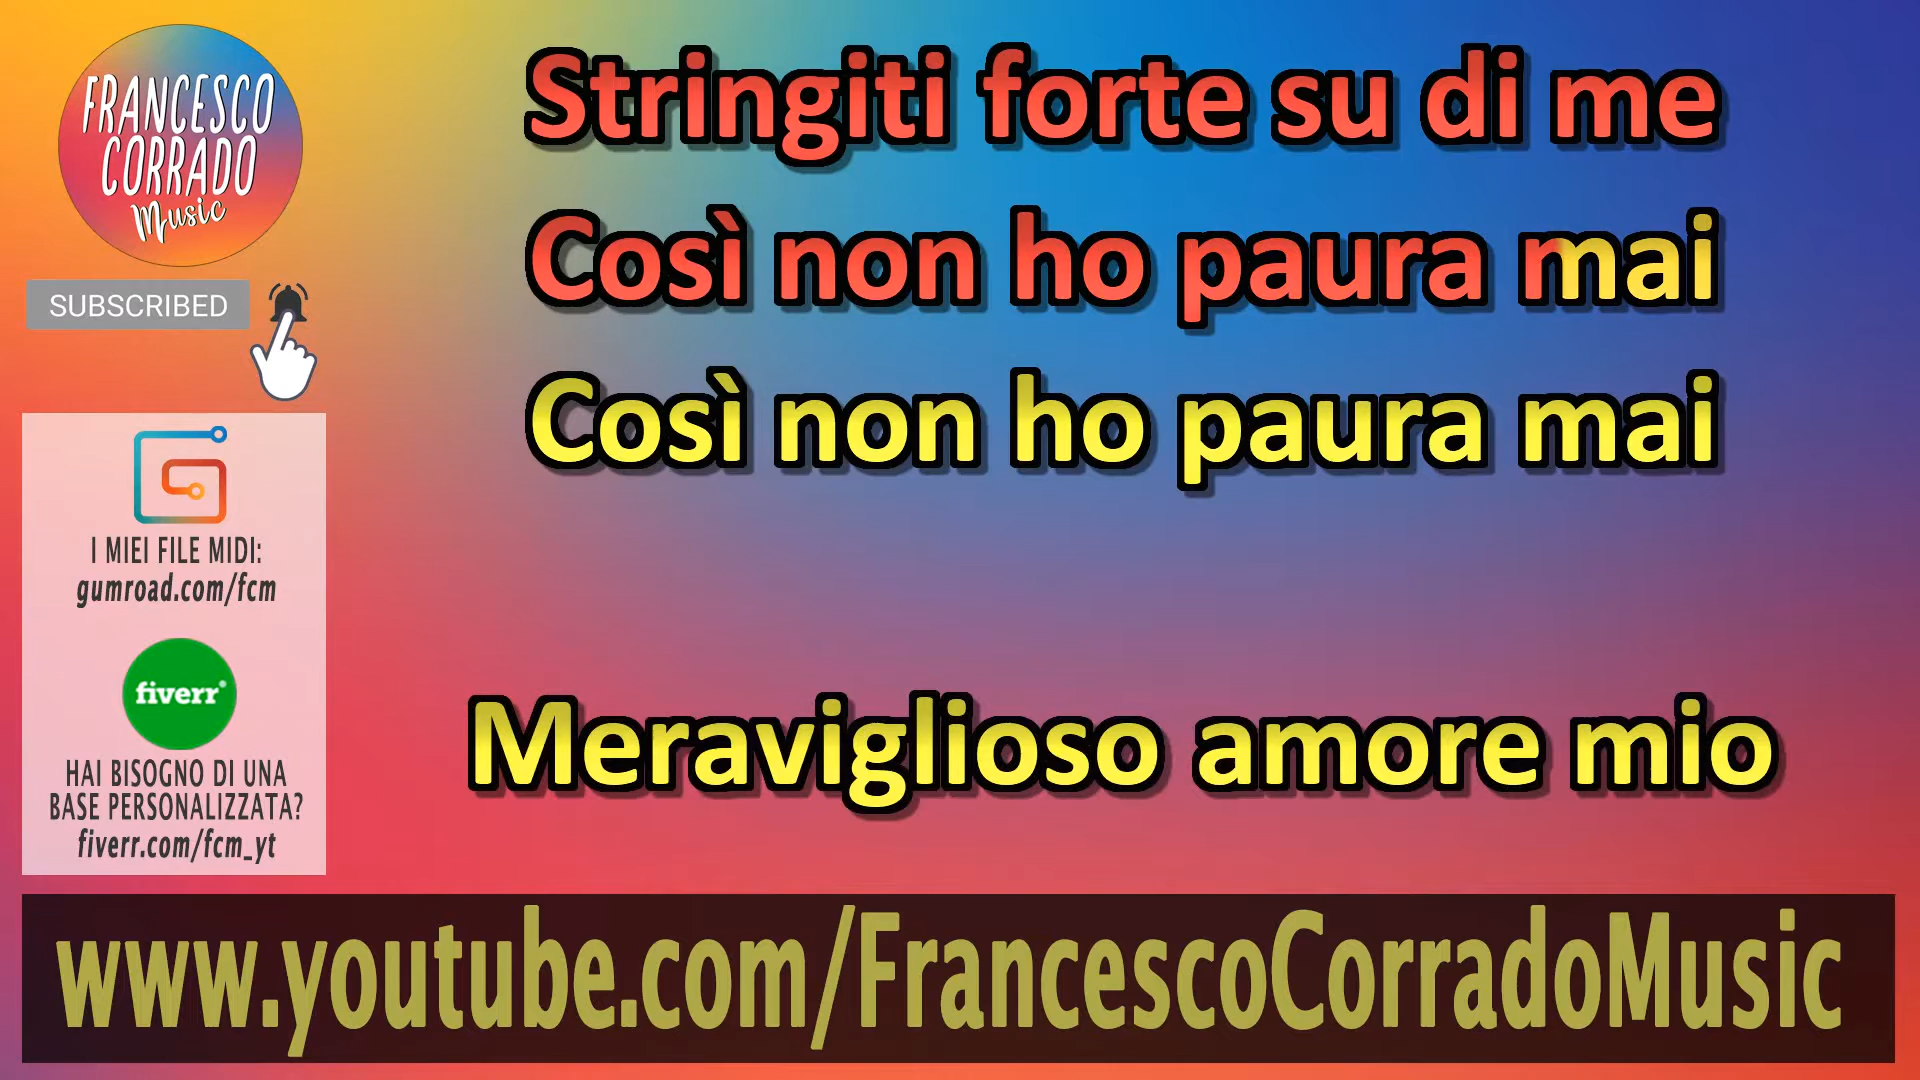 FRANCESCO
CORRADO
Music
SUBSCRIBED
I MIEI FILE MIDI:
gumroad.com/fcm
fiverr®
HAI BISOGNO DI UNA
BASE PERSONALIZZATA?
fiverr.com/fcm_yt
Stringiti forte su di me
Così non ho paura mai
Così non ho paura mai
Meraviglioso amore mio
www.youtube.com/FrancescoCorradoMusic